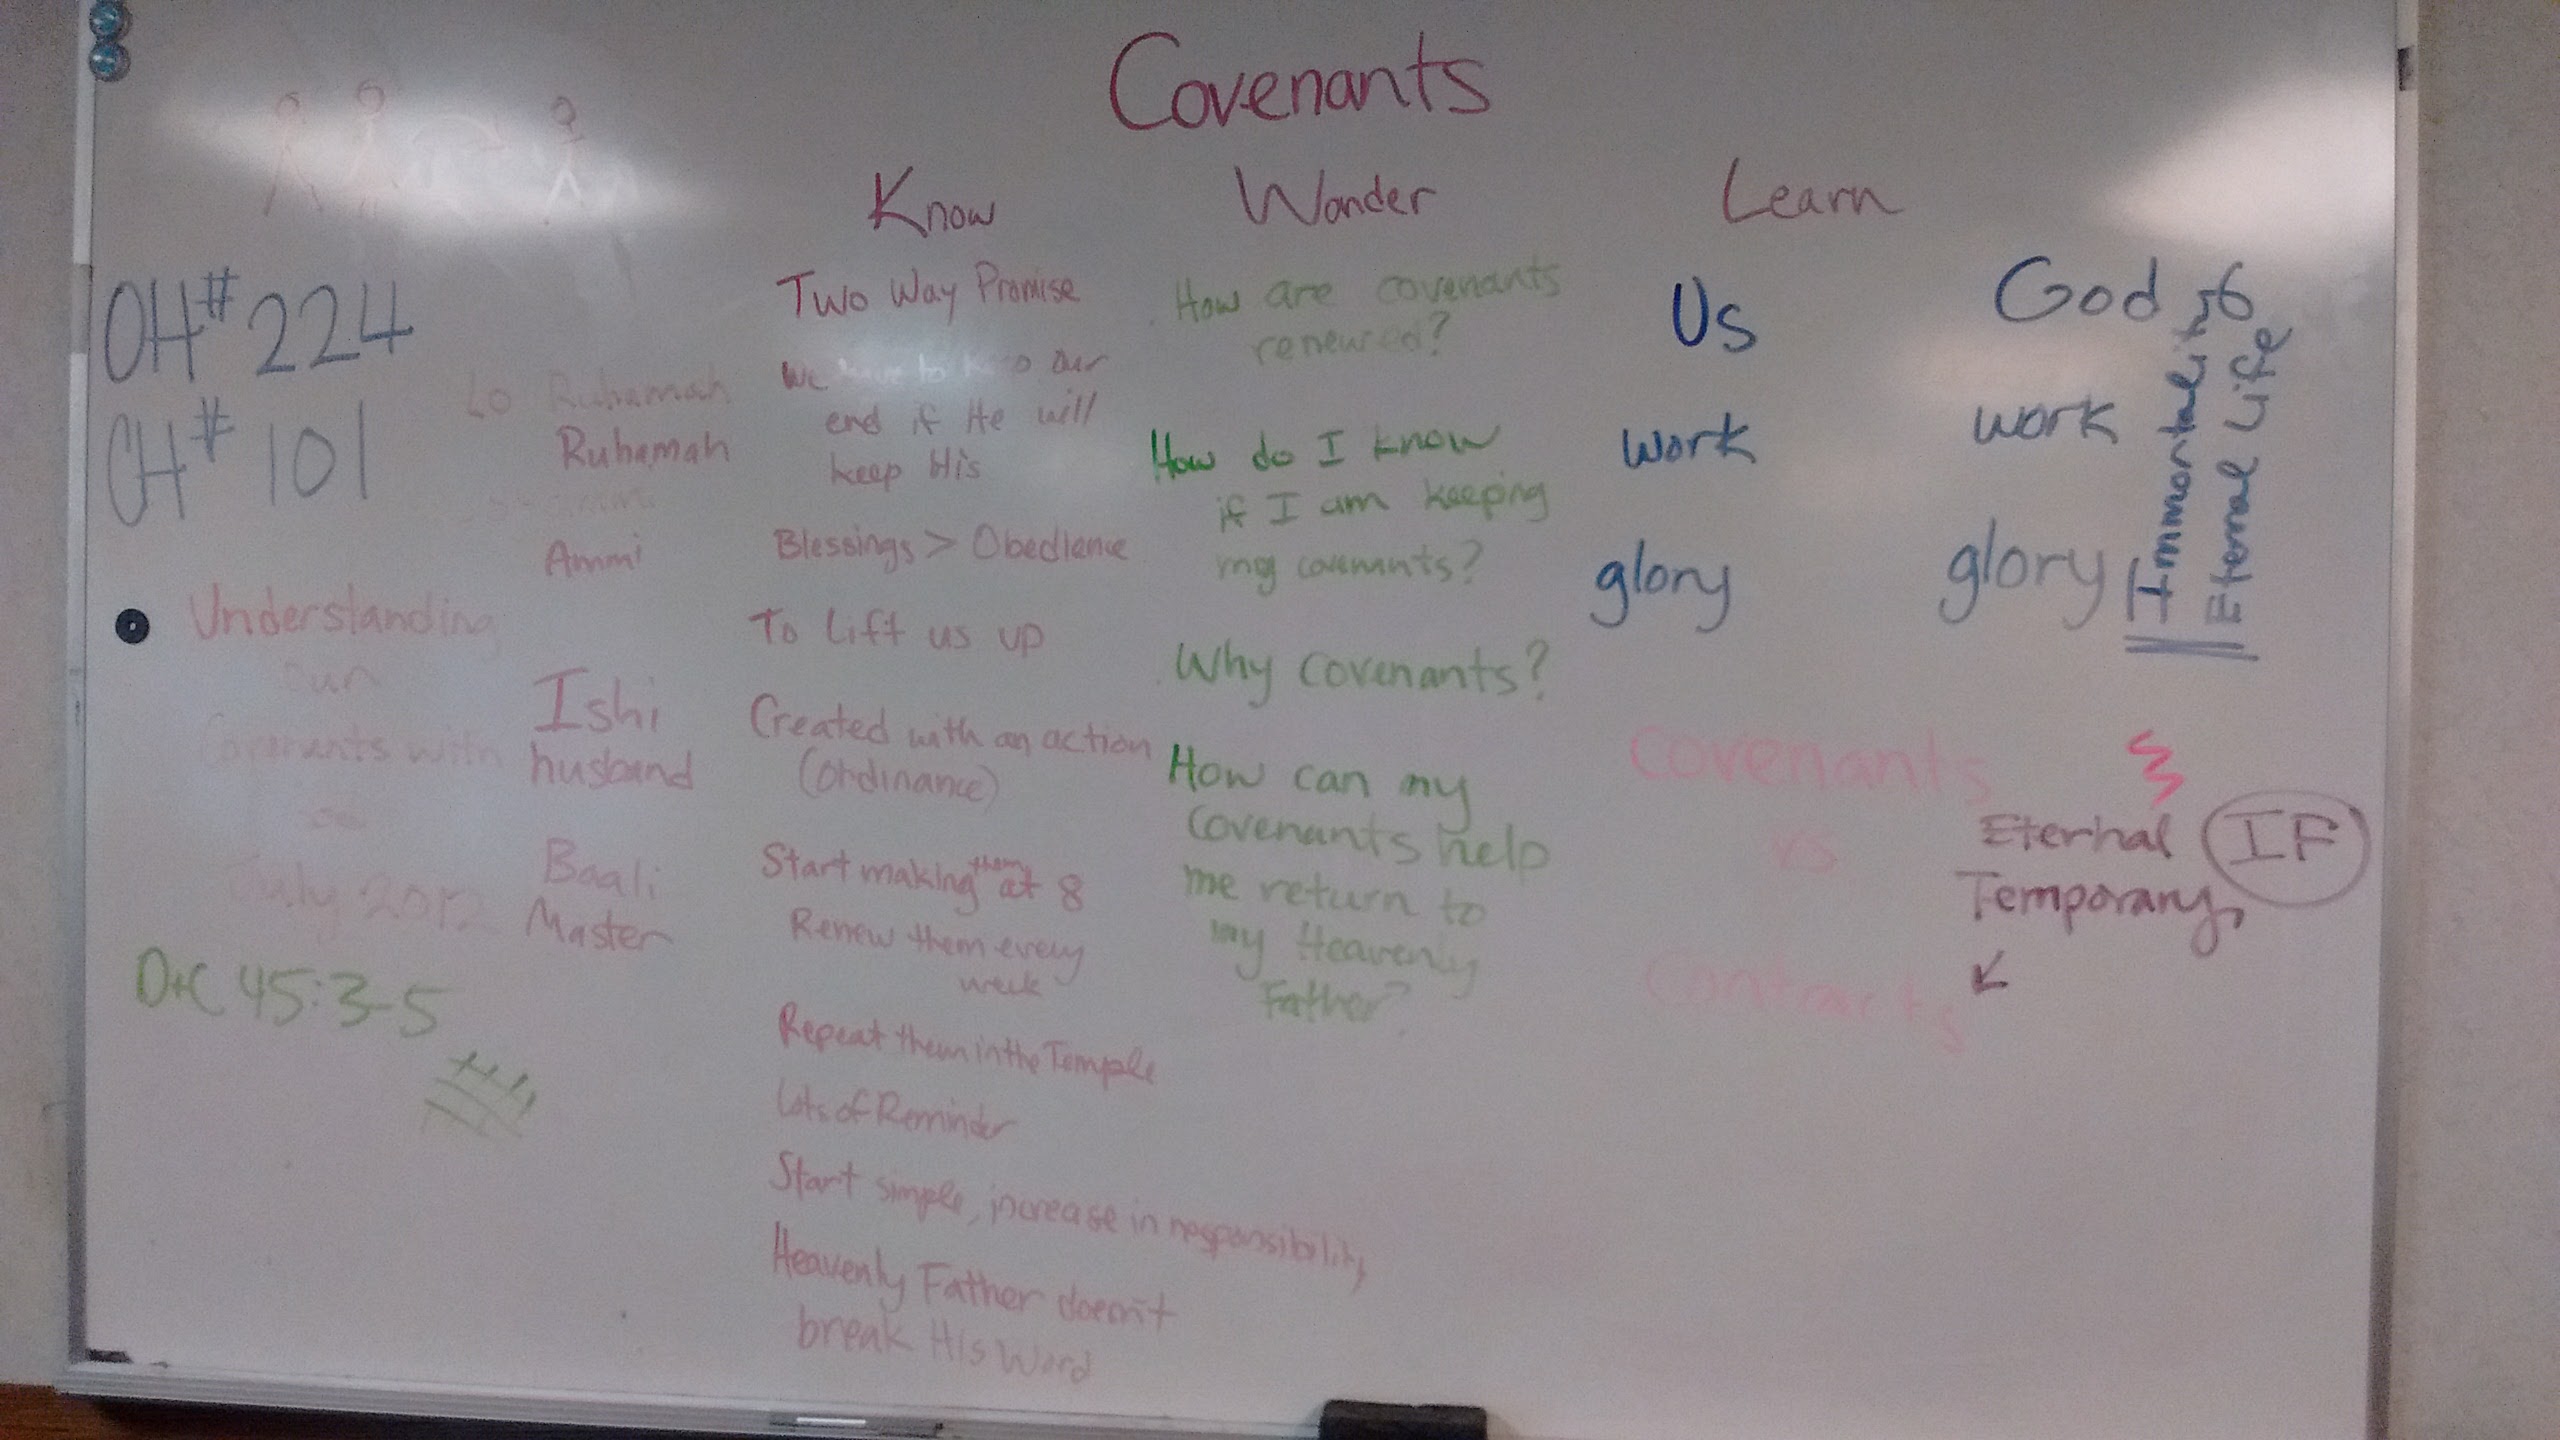 Covenants
OH# 224
CH# 101
Lo Ruhamah
Ruhamah
Ammi
Understanding
our
Covenants with
July 2012
Ishi
husband
Baali
Master
D+C 45:3-5
Know
Two Way Promise
We have to keep our
end if He will
keep His
Blessings > Obedience
To Lift us up
Created with an action
(Ordinance)
Start making them at 8
Renew them every
week
Repeat them in the Temple
Lots of Reminder
Start simple, increase in responsibility
Heavenly Father doesn't
break His Word
Wonder
How are covenants
renewed?
How do I know
if I am keeping
my covenants?
Why covenants?
How can my
Covenants help
me return to
my Heavenly
Father?
Learn
Us
work
glory
God
work
glory
Immortality
Eternal Life
covenants
vs
contracts
Eternal
IF
Temporary